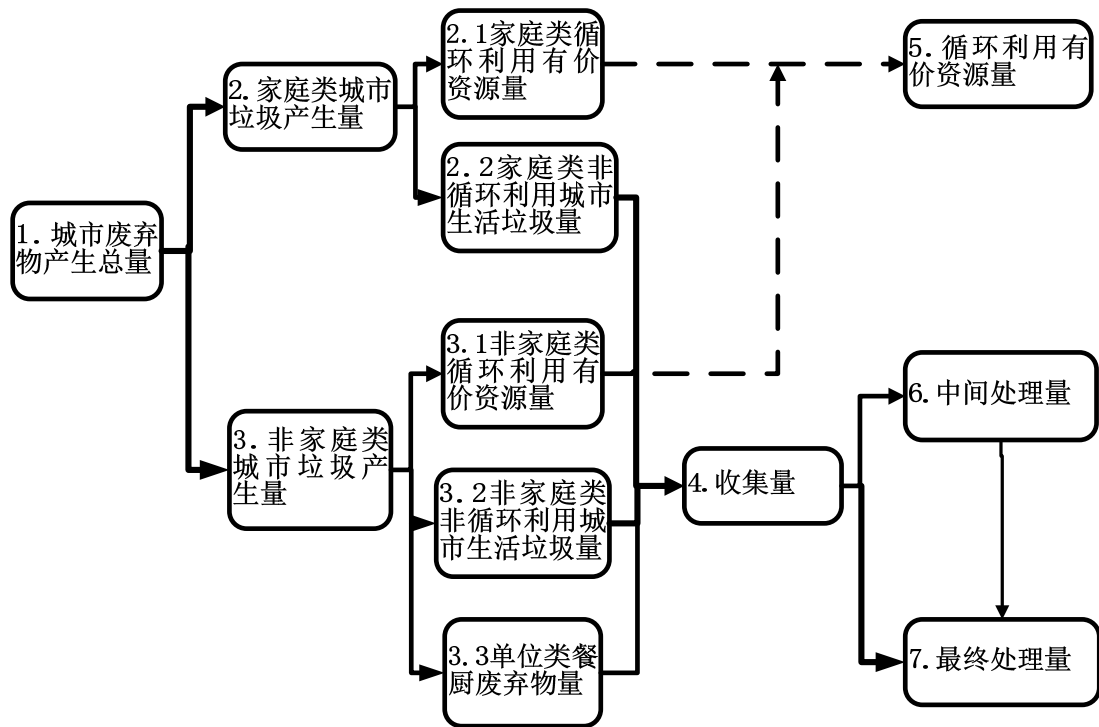 1. 城市废弃
物产生总量
2. 家庭类城市
垃圾产生量
2.1家庭类循
环利用有价
资源量
2.2家庭类非
循环利用城市
生活垃圾量
3. 非家庭类
城市垃圾产
生量
3.1非家庭类
循环利用有
价资源量
3.2非家庭类
非循环利用城
市生活垃圾量
3.3单位类餐
厨废弃物量
4.收集量
5. 循环利用有
价资源量
6. 中间处理量
7.最终处理量